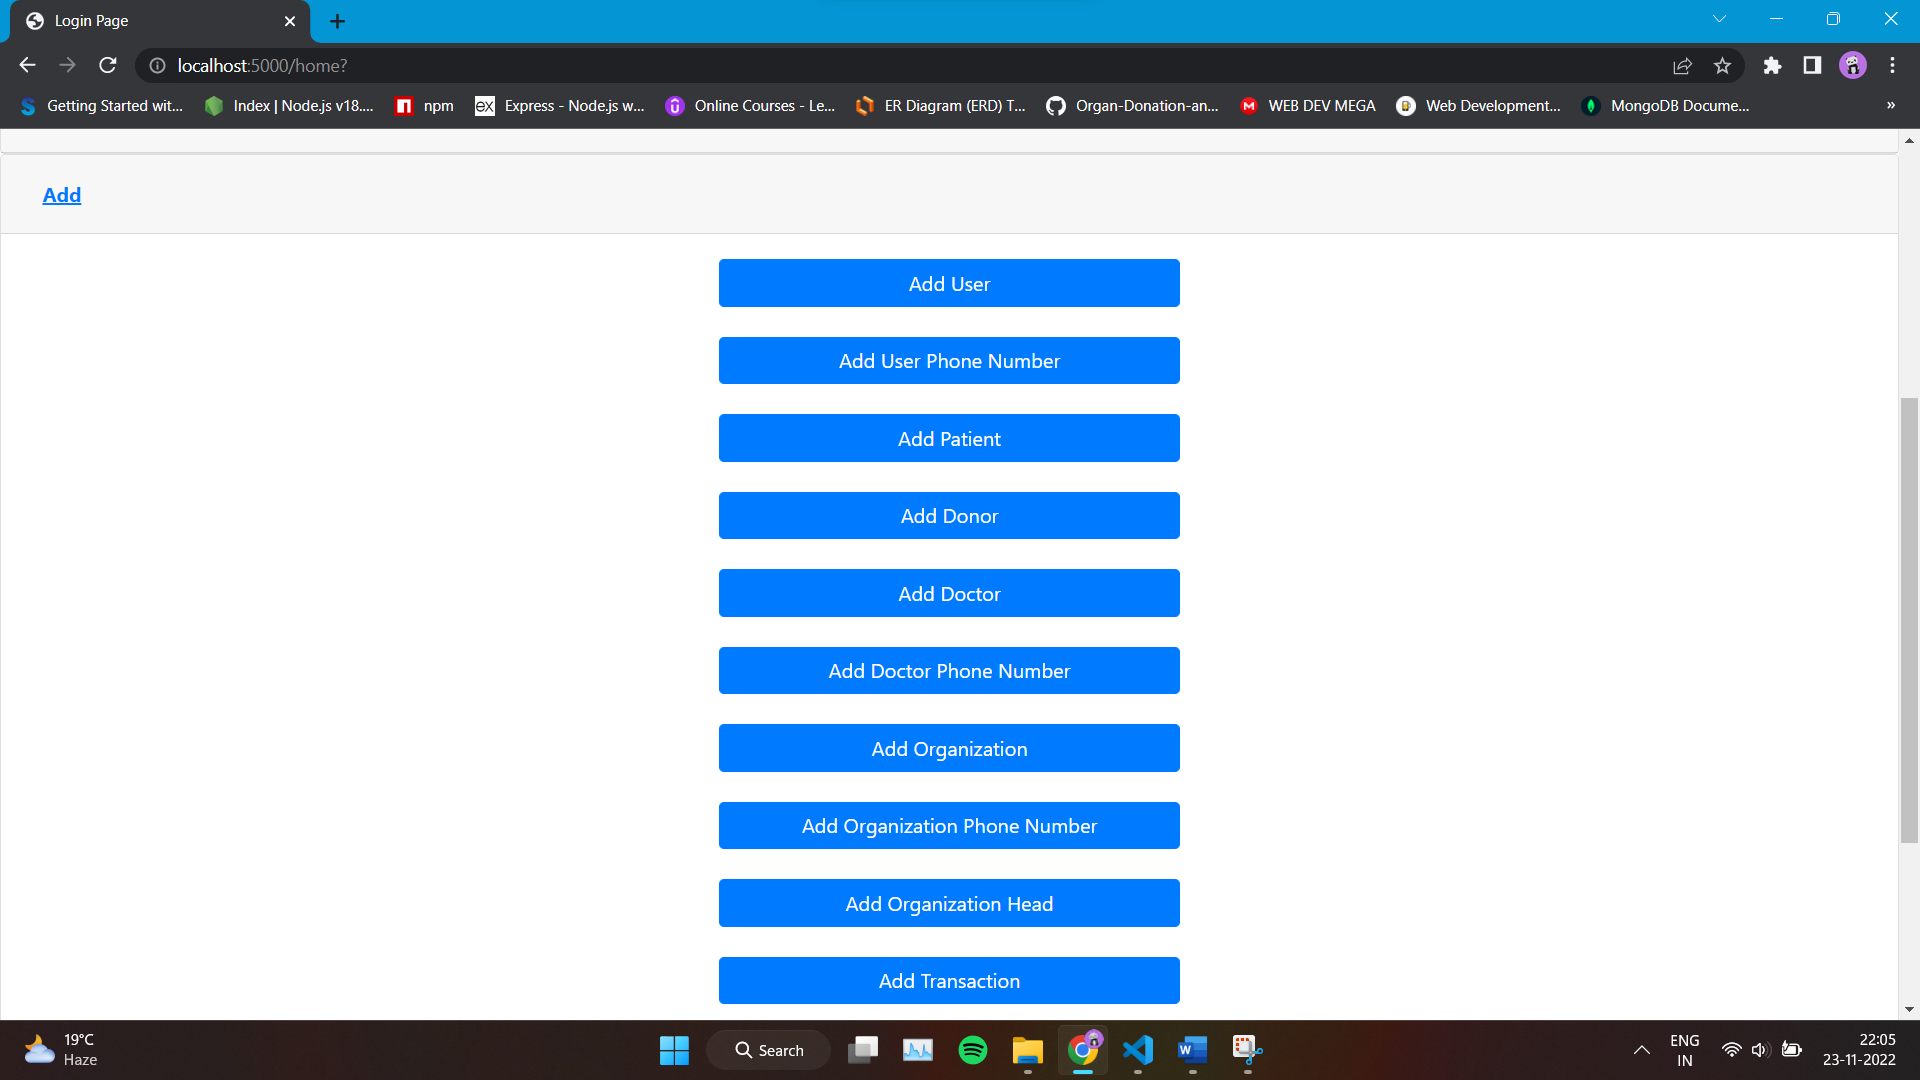 Login Page
localhost:5000/home?
Getting Started wit...
Index | Node.js v18....
npm
ex
Express - Node.js w...
Online Courses - Le...
ER Diagram (ERD) T...
Organ-Donation-an...
WEB DEV MEGA
Web Development...
MongoDB Docume...
»
Add
Add User
Add User Phone Number
Add Patient
Add Donor
Add Doctor
Add Doctor Phone Number
Add Organization
Add Organization Phone Number
Add Organization Head
Add Transaction
19°C
Haze
Search
ENG
IN
22:05
23-11-2022